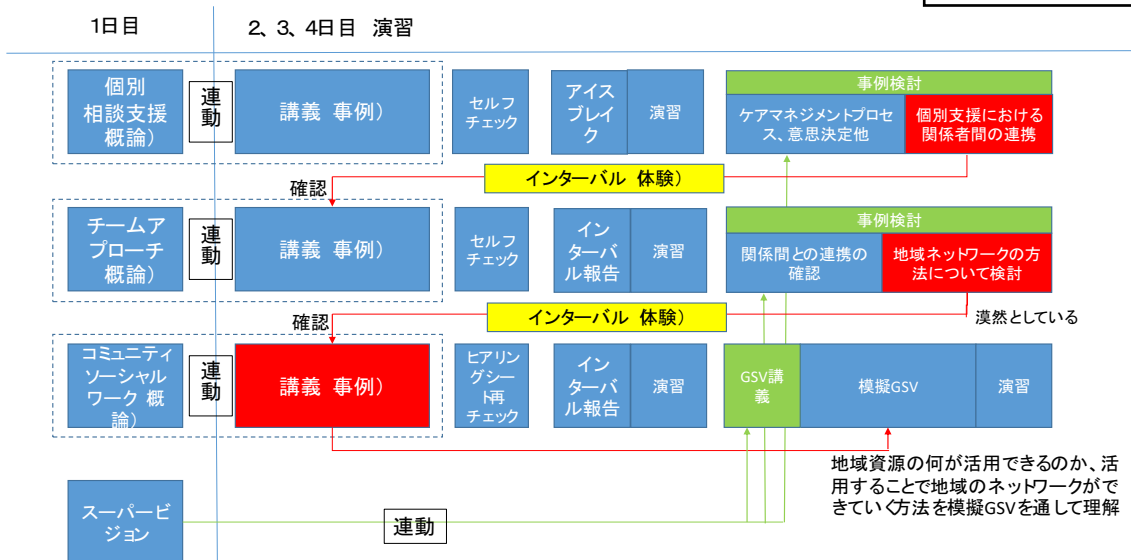 1日目
2、3、4日目 演習
個別
相談支援
概論）
連
動
講義 事例）
セルフ
チェック
アイス
ブレイ
ク
演習
事例検討
ケアマネジメントプロセ
ス、意思決定他
個別支援における
関係者間の連携
インターバル 体験）
確認
チームア
プローチ
概論）
連
動
講義 事例）
セルフ
チェック
イン
ターバ
ル報告
演習
事例検討
関係間との連携の
確認
地域ネットワークの方
法について検討
インターバル 体験）
確認
漠然としている
コミュニティ
ソーシャル
ワーク 概
論）
連
動
講義 事例）
ヒアリン
グシー
ト再
チェック
イン
ターバ
ル報告
演習
GSV講
義
模擬GSV
演習
地域資源の何が活用できるのか、活
用することで地域のネットワークがで
きていく方法を模擬GSVを通して理解
スーパービ
ジョン
連動